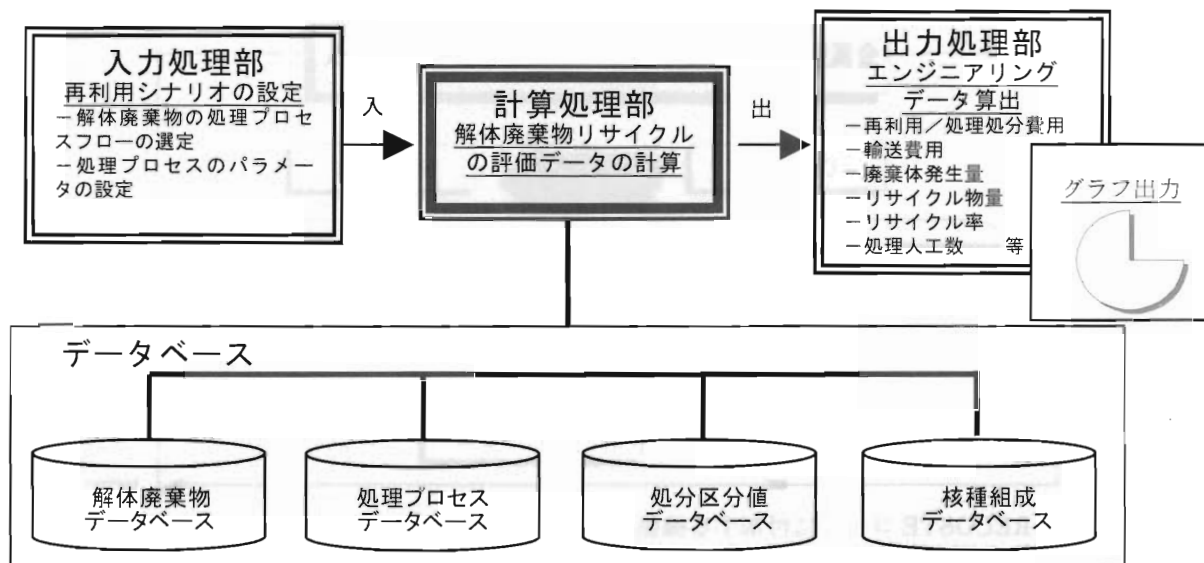 入力処理部
再利用シナリオの設定
－解体廃棄物の処理プロセ
スフローの選定
－処理プロセスのパラメー
タの設定
入
計算処理部
解体廃棄物リサイクル
の評価データの計算
出
出力処理部
エンジニアリング
データ算出
－再利用／処理処分費用
－輸送費用
－廃棄体発生量
－リサイクル物量
－リサイクル率
－処理人工数　等
グラフ出力
データベース
解体廃棄物
データベース
処理プロセス
データベース
処分区分値
データベース
核種組成
データベース